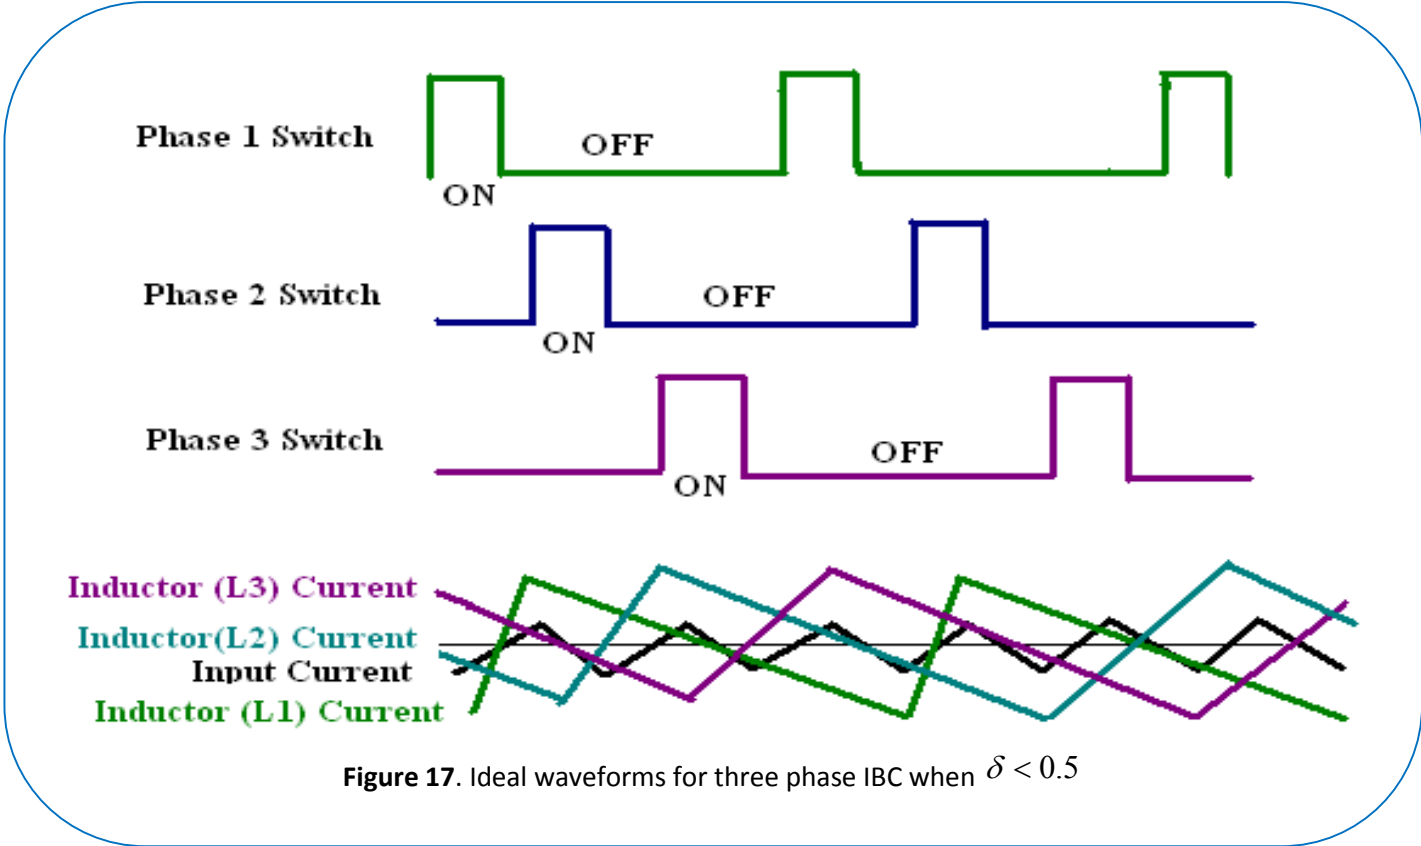 Phase 1 Switch
OFF
ON
Phase 2 Switch
OFF
ON
Phase 3 Switch
OFF
ON
Inductor (L3) Current
Inductor(L2) Current
Input Current
Inductor (L1) Current
Figure 17. Ideal waveforms for three phase IBC when δ < 0.5